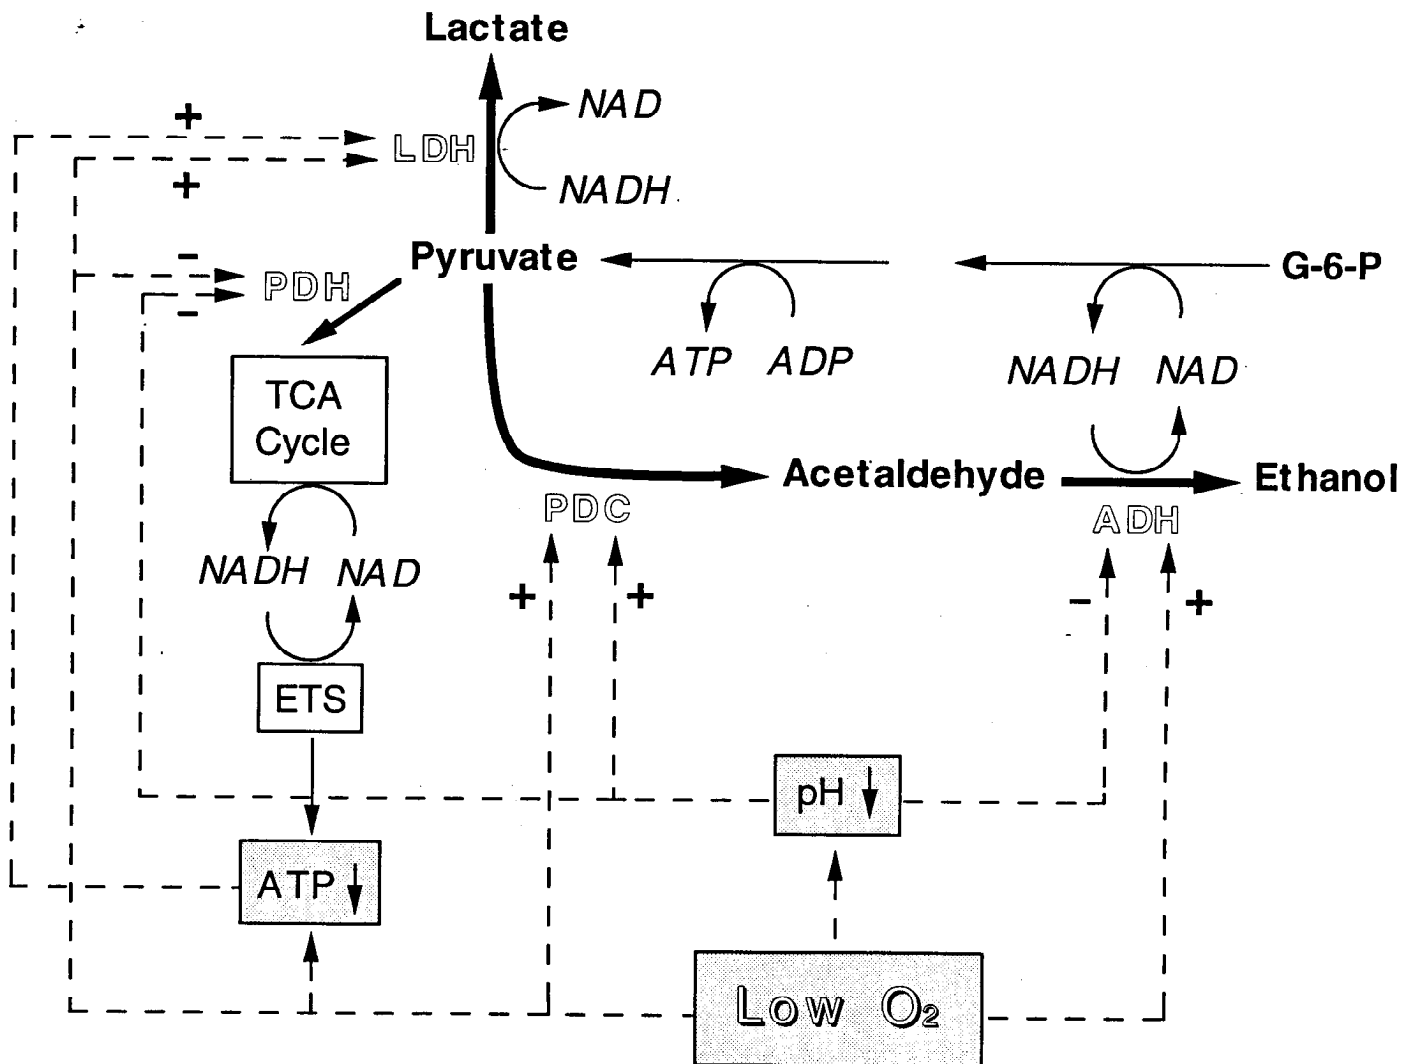 Lactate
+
NAD
LDH
+
NADH
-
Pyruvate
G-6-P
PDH
-
ATP ADP
NADH NAD
TCA
Cycle
Acetaldehyde
Ethanol
PDC
ADH
NADH NAD
+ +
- +
ETS
pH ↓
ATP ↓
Low O₂